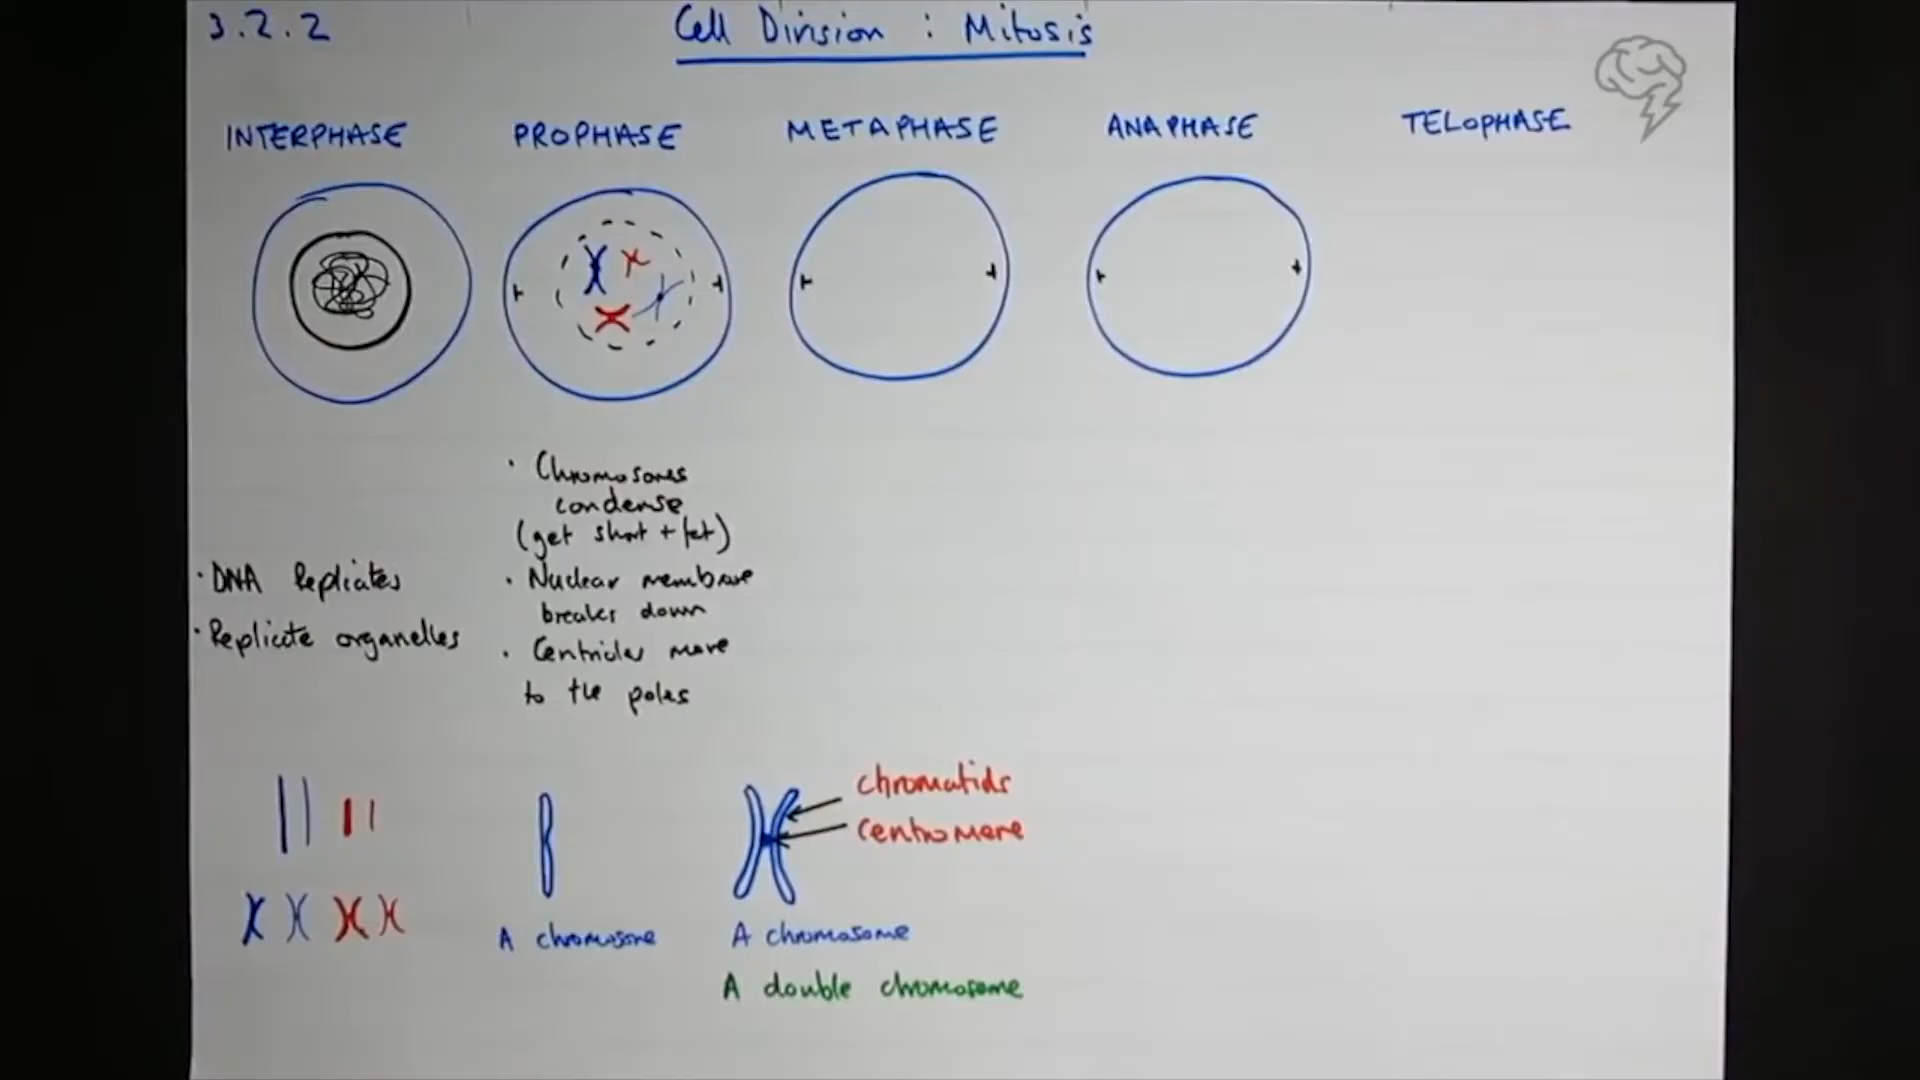 3.2.2
Cell Division : Mitosis
INTERPHASE
PROPHASE
METAPHASE
ANAPHASE
TELOPHASE
· DNA Replicates
· Replicate organelles
· Chromosomes
condense
(get short + fat)
· Nuclear membrane
breaks down
· Centrioles move
to the poles
chromatids
centromere
A chromosome
A chromosome
A double chromosome